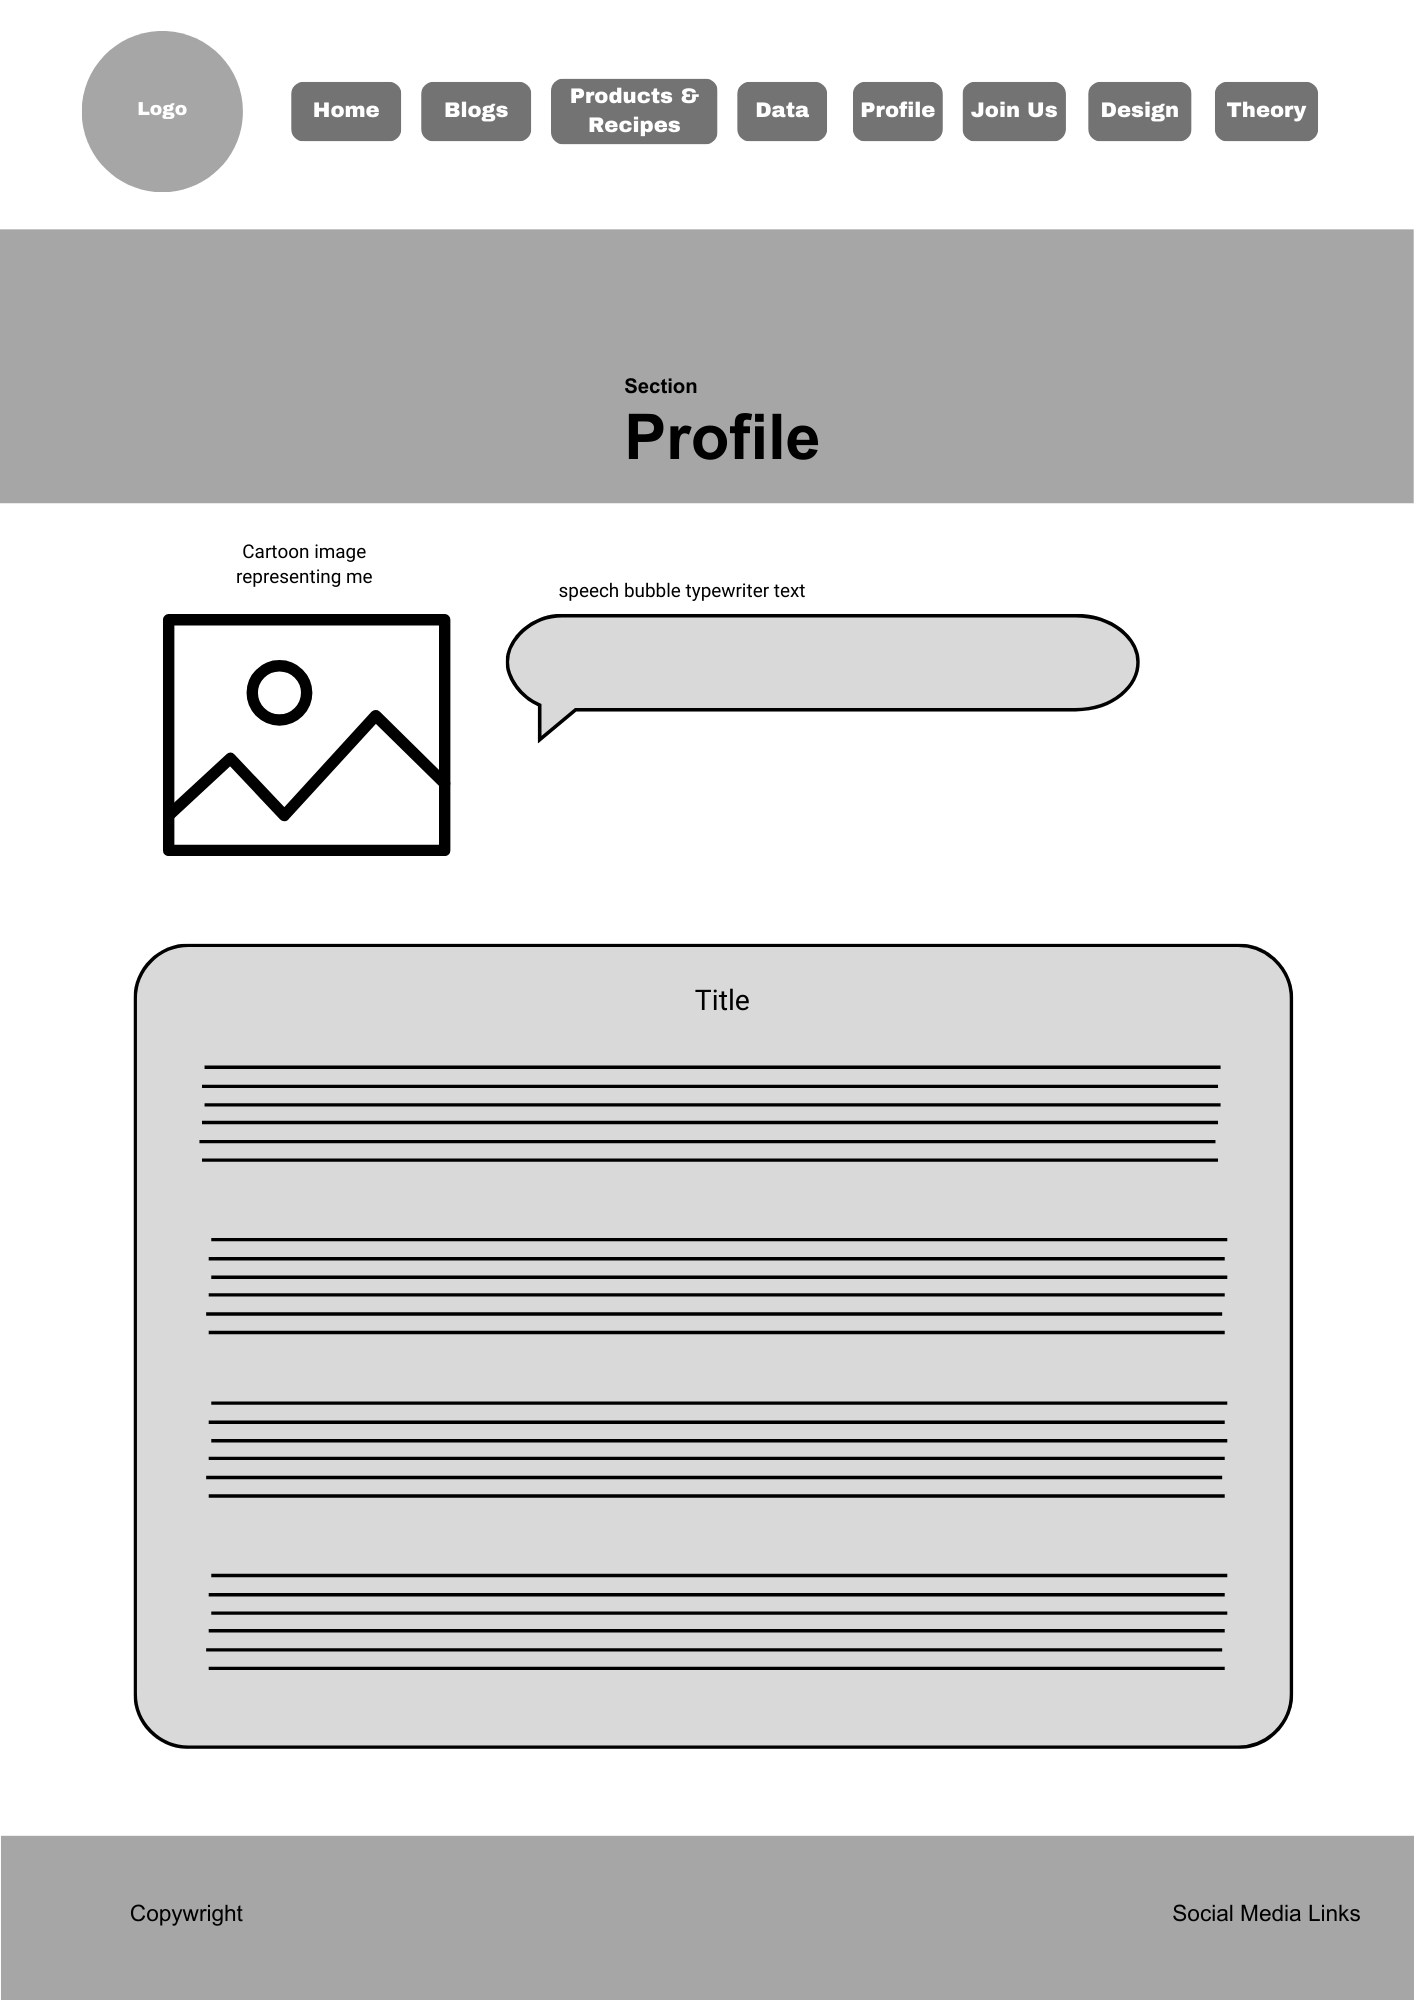 Logo
Home
Blogs
Products &
Recipes
Data
Profile
Join Us
Design
Theory
Section
Profile
Cartoon image
representing me
speech bubble typewriter text
Title
Copywright
Social Media Links